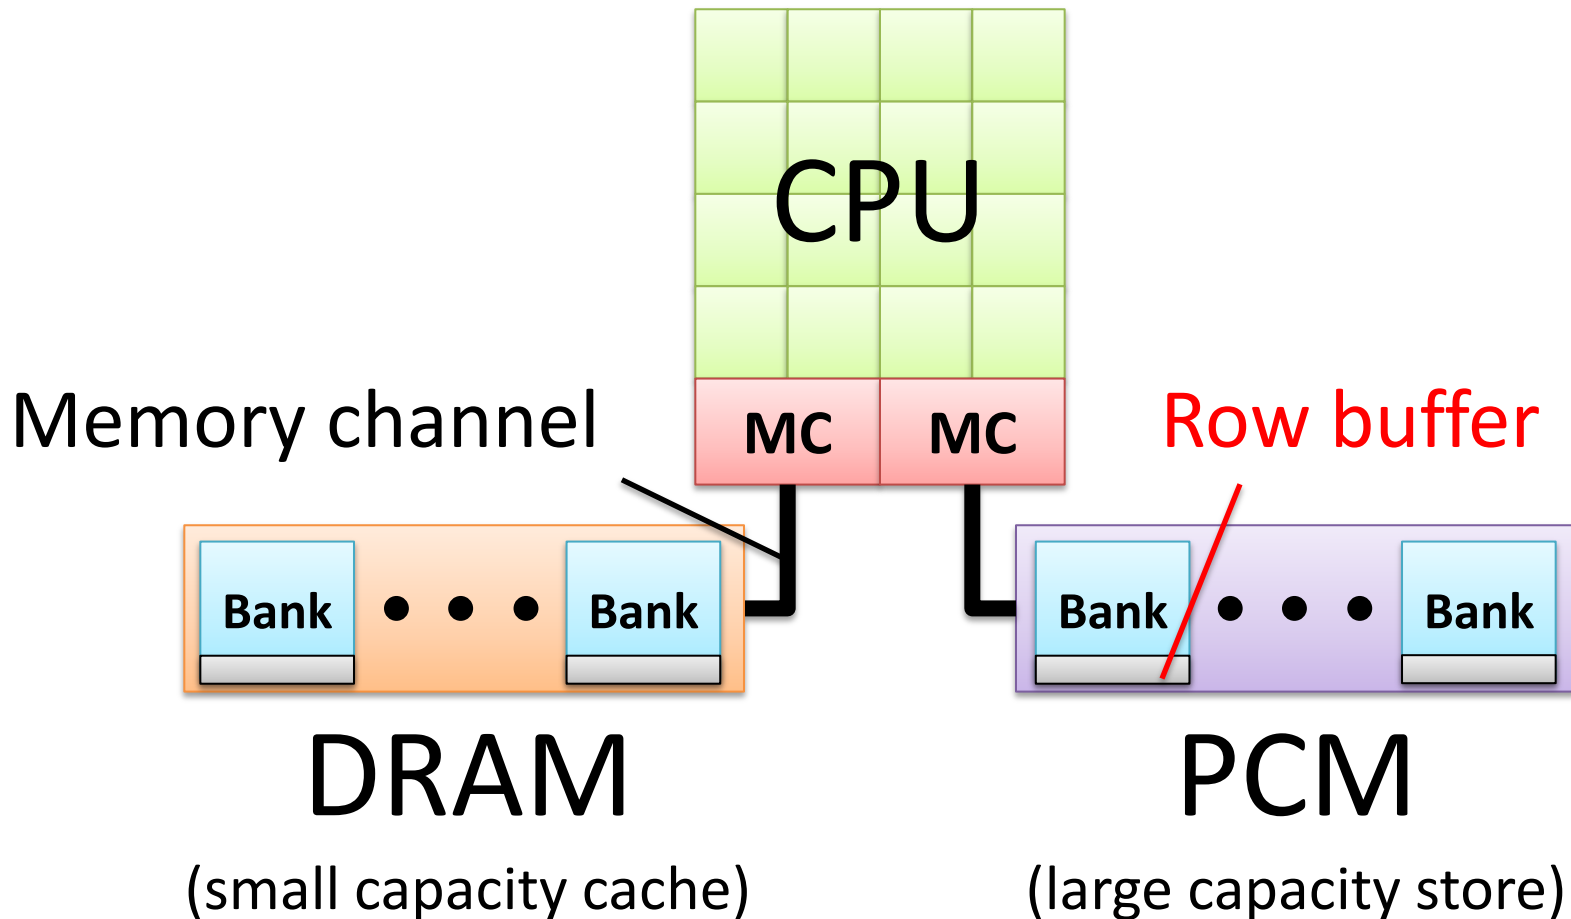 CPU
Memory channel
MC MC
Row buffer
Bank Bank
Bank Bank
DRAM
PCM
(small capacity cache)
(large capacity store)